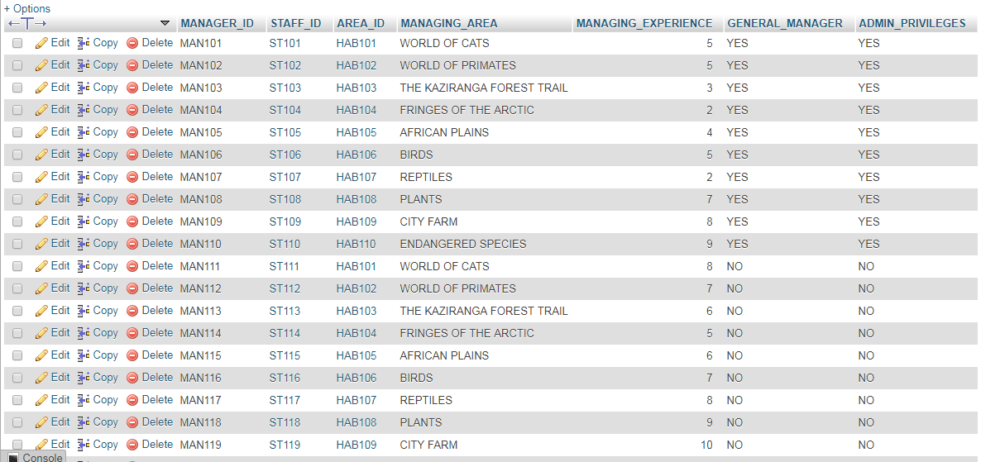 + Options
←T→ MANAGER_ID STAFF_ID AREA_ID MANAGING_AREA MANAGING_EXPERIENCE GENERAL_MANAGER ADMIN_PRIVILEGES
Edit Copy Delete MAN101 ST101 HAB101 WORLD OF CATS 5 YES YES
Edit Copy Delete MAN102 ST102 HAB102 WORLD OF PRIMATES 5 YES YES
Edit Copy Delete MAN103 ST103 HAB103 THE KAZIRANGA FOREST TRAIL 3 YES YES
Edit Copy Delete MAN104 ST104 HAB104 FRINGES OF THE ARCTIC 2 YES YES
Edit Copy Delete MAN105 ST105 HAB105 AFRICAN PLAINS 4 YES YES
Edit Copy Delete MAN106 ST106 HAB106 BIRDS 5 YES YES
Edit Copy Delete MAN107 ST107 HAB107 REPTILES 2 YES YES
Edit Copy Delete MAN108 ST108 HAB108 PLANTS 7 YES YES
Edit Copy Delete MAN109 ST109 HAB109 CITY FARM 8 YES YES
Edit Copy Delete MAN110 ST110 HAB110 ENDANGERED SPECIES 9 YES YES
Edit Copy Delete MAN111 ST111 HAB101 WORLD OF CATS 8 NO NO
Edit Copy Delete MAN112 ST112 HAB102 WORLD OF PRIMATES 7 NO NO
Edit Copy Delete MAN113 ST113 HAB103 THE KAZIRANGA FOREST TRAIL 6 NO NO
Edit Copy Delete MAN114 ST114 HAB104 FRINGES OF THE ARCTIC 5 NO NO
Edit Copy Delete MAN115 ST115 HAB105 AFRICAN PLAINS 6 NO NO
Edit Copy Delete MAN116 ST116 HAB106 BIRDS 7 NO NO
Edit Copy Delete MAN117 ST117 HAB107 REPTILES 8 NO NO
Edit Copy Delete MAN118 ST118 HAB108 PLANTS 9 NO NO
Edit Copy Delete MAN119 ST119 HAB109 CITY FARM 10 NO NO
Console